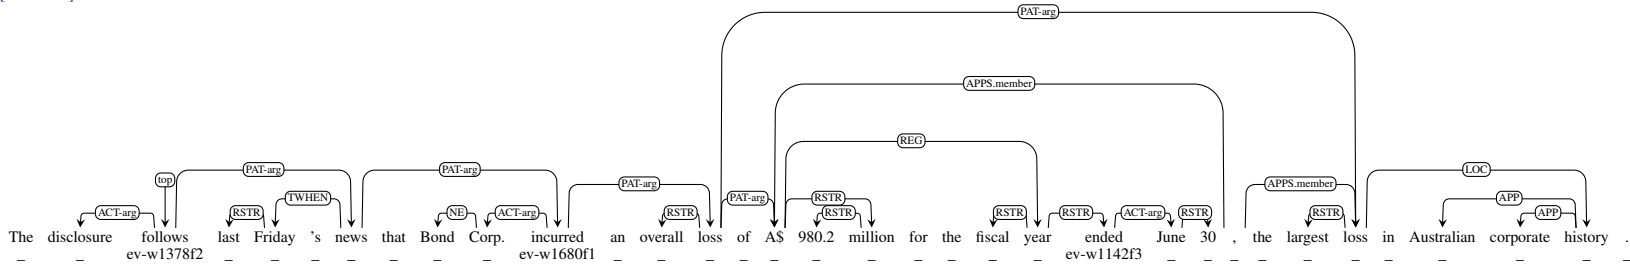 PAT-arg
APPS.member
REG
top PAT-arg PAT-arg LOC
PAT-arg APPS.member
TWHEN PAT-arg RSTR APP
ACT-arg RSTR NE ACT-arg RSTR RSTR RSTR RSTR ACT-arg RSTR RSTR APP
The disclosure follows last Friday 's news that Bond Corp. incurred an overall loss of A$ 980.2 million for the fiscal year ended June 30 , the largest loss in Australian corporate history .
_ _ ev-w1378f2 _ _ _ _ _ _ _ ev-w1680f1 _ _ _ _ _ _ _ _ _ _ _ ev-w1142f3 _ _ _ _ _ _ _ _ _ _ _